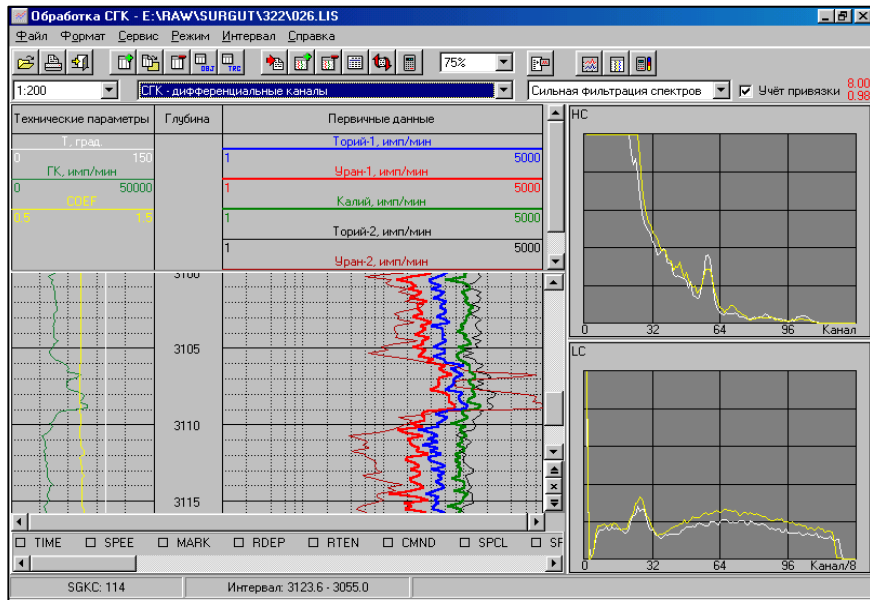 Обработка СГК - E:\RAW\SURGUT\322\026.LIS
Файл Формат Сервис Режим Интервал Справка
OBJ TRC 75%
1:200 СГК - дифференциальные каналы Сильная фильтрация спектров Учёт привязки 8.00 0.98
Технические параметры Глубина Первичные данные
Т, град.
0 150
ГК, имп/мин
0 50000
COEF
0.5 1.5
Торий-1, имп/мин
1 5000
Уран-1, имп/мин
1 5000
Калий, имп/мин
1 5000
Торий-2, имп/мин
1 5000
Уран-2, имп/мин
3100
3105
3110
3115
HC
0 32 64 96 Канал
LC
0 32 64 96 Канал/8
TIME SPEE MARK RDEP RTEN CMND SPCL SF
SGKC: 114 Интервал: 3123.6 - 3055.0